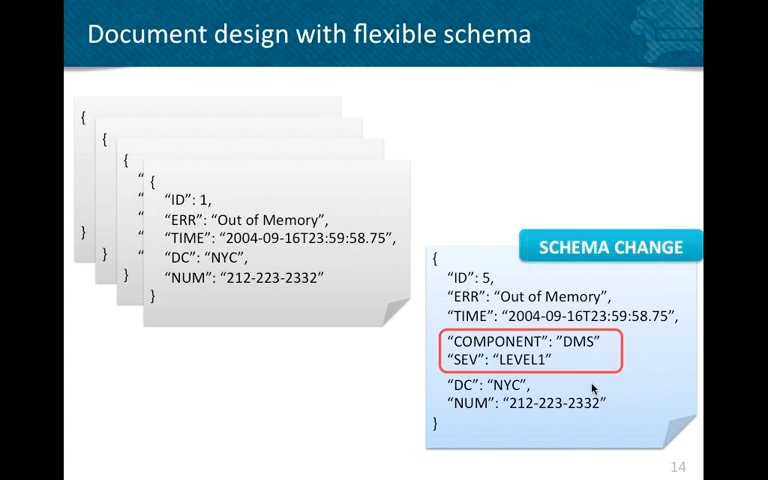 Document design with flexible schema
{
{
{
“
“
“
“
“
}
}
}
{
“ID”: 1,
“ERR”: “Out of Memory”,
“TIME”: “2004-09-16T23:59:58.75”,
“DC”: “NYC”,
“NUM”: “212-223-2332”
}
SCHEMA CHANGE
{
“ID”: 5,
“ERR”: “Out of Memory”,
“TIME”: “2004-09-16T23:59:58.75”,
“COMPONENT”: ”DMS”
“SEV”: “LEVEL1”
“DC”: “NYC”,
“NUM”: “212-223-2332”
}
14